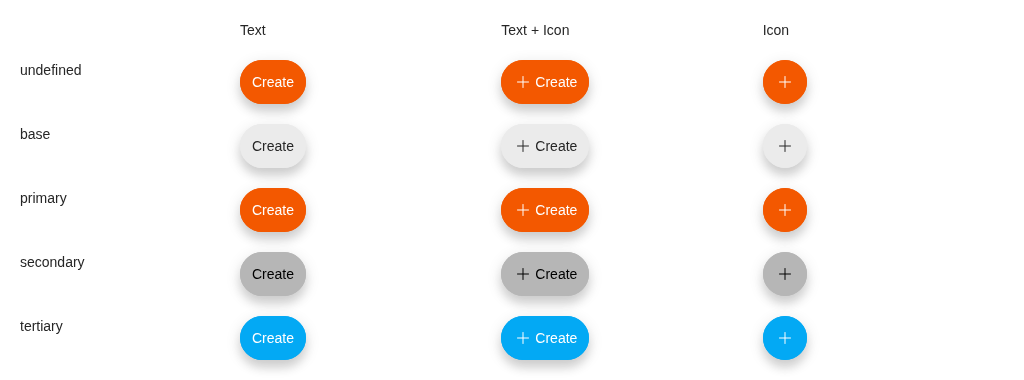 Text Text + Icon Icon
undefined Create Create
base Create Create
primary Create Create
secondary Create Create
tertiary Create Create